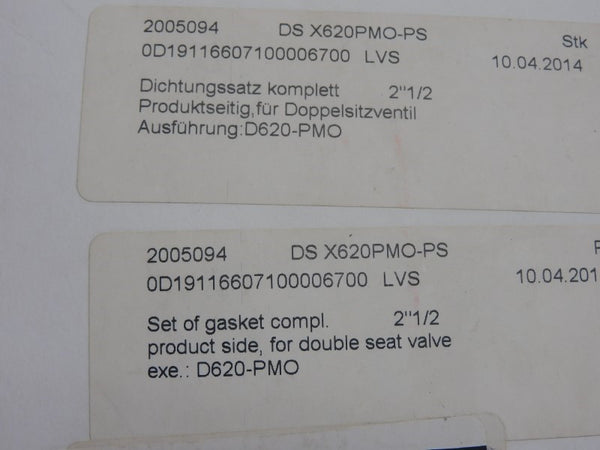 2005094 DS X620PMO-PS Stk
0D19116607100006700 LVS 10.04.2014
Dichtungssatz komplett 2"1/2
Produktseitig,für Doppelsitzventil
Ausführung:D620-PMO
2005094 DS X620PMO-PS
0D19116607100006700 LVS 10.04.201
Set of gasket compl. 2"1/2
product side, for double seat valve
exe.: D620-PMO